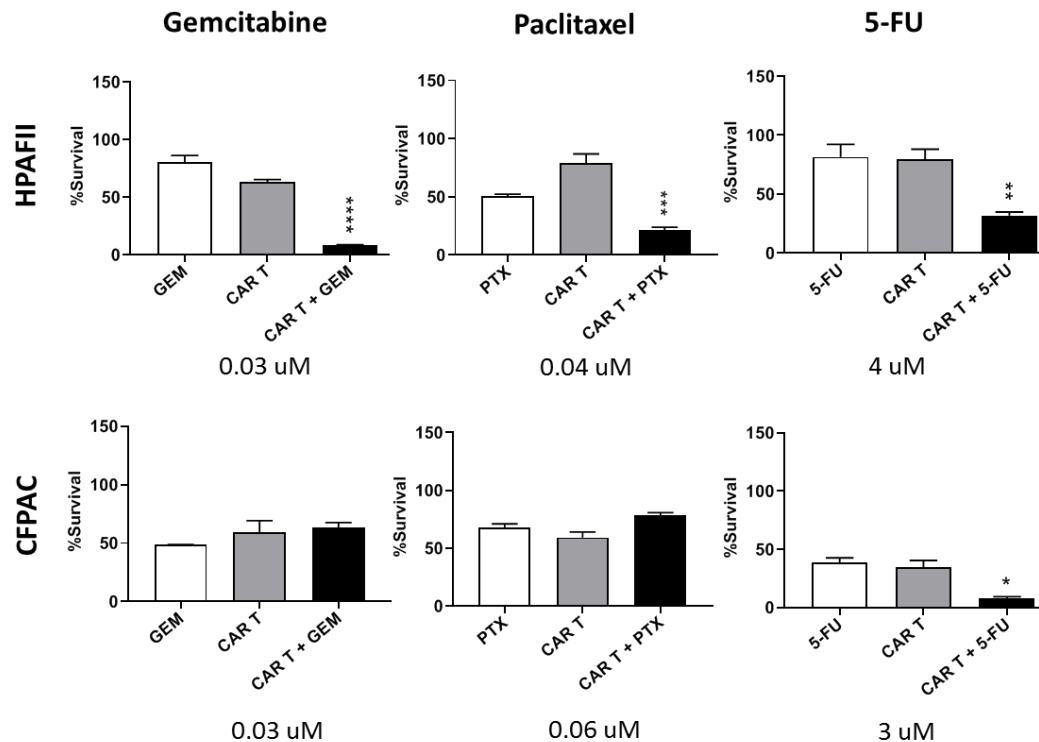 Gemcitabine
Paclitaxel
5-FU
HPAFII
%Survival
150
100
50
0
****
GEM
CAR T
CAR T + GEM
0.03 uM
%Survival
150
100
50
0
***
PTX
CAR T
CAR T + PTX
0.04 uM
%Survival
150
100
50
0
**
5-FU
CAR T
CAR T + 5-FU
4 uM
CFPAC
%Survival
150
100
50
0
GEM
CAR T
CAR T + GEM
0.03 uM
%Survival
150
100
50
0
PTX
CAR T
CAR T + PTX
0.06 uM
%Survival
150
100
50
0
*
5-FU
CAR T
CAR T + 5-FU
3 uM